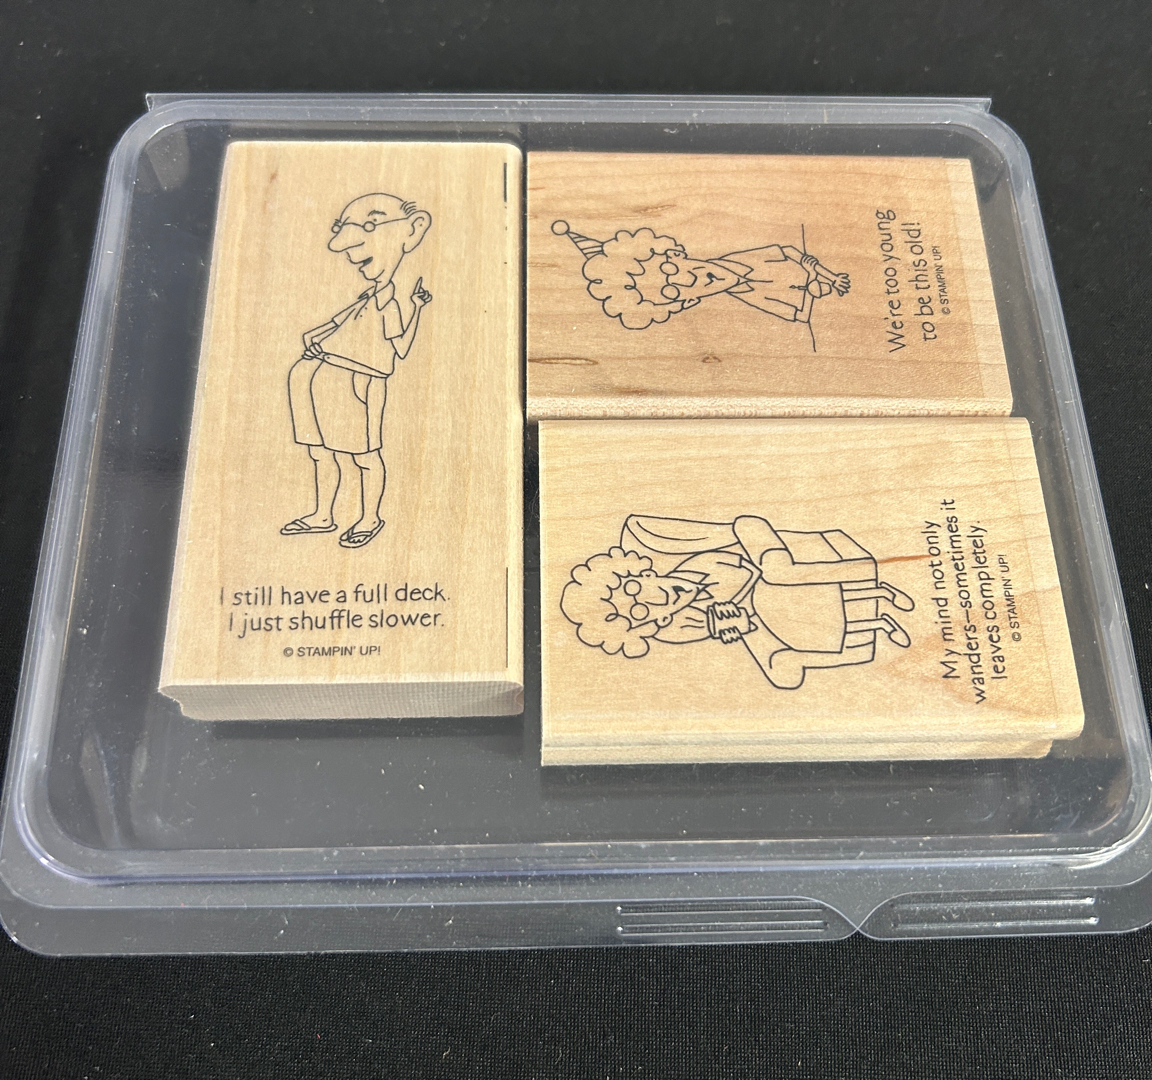 I still have a full deck.
I just shuffle slower.
© STAMPIN' UP!
We're too young
to be this old!
© STAMPIN' UP!
My mind not only
wanders—sometimes it
leaves completely.
© STAMPIN' UP!